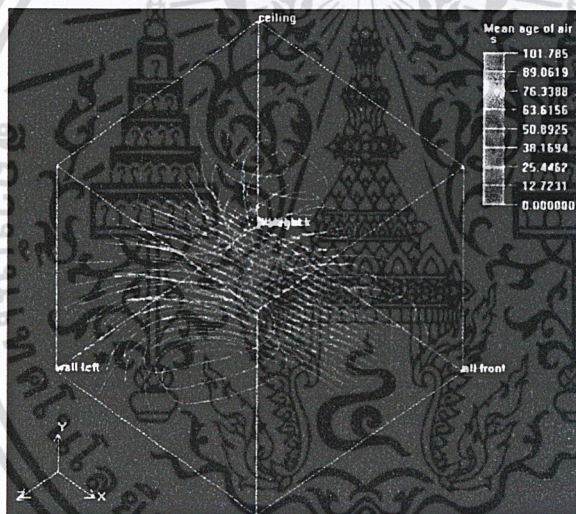 ceiling
Mean age of air
s
101.785
89.0619
76.3388
63.6156
50.8925
38.1694
25.4462
12.7231
0.000000
wall left
all front
Y
Z
X